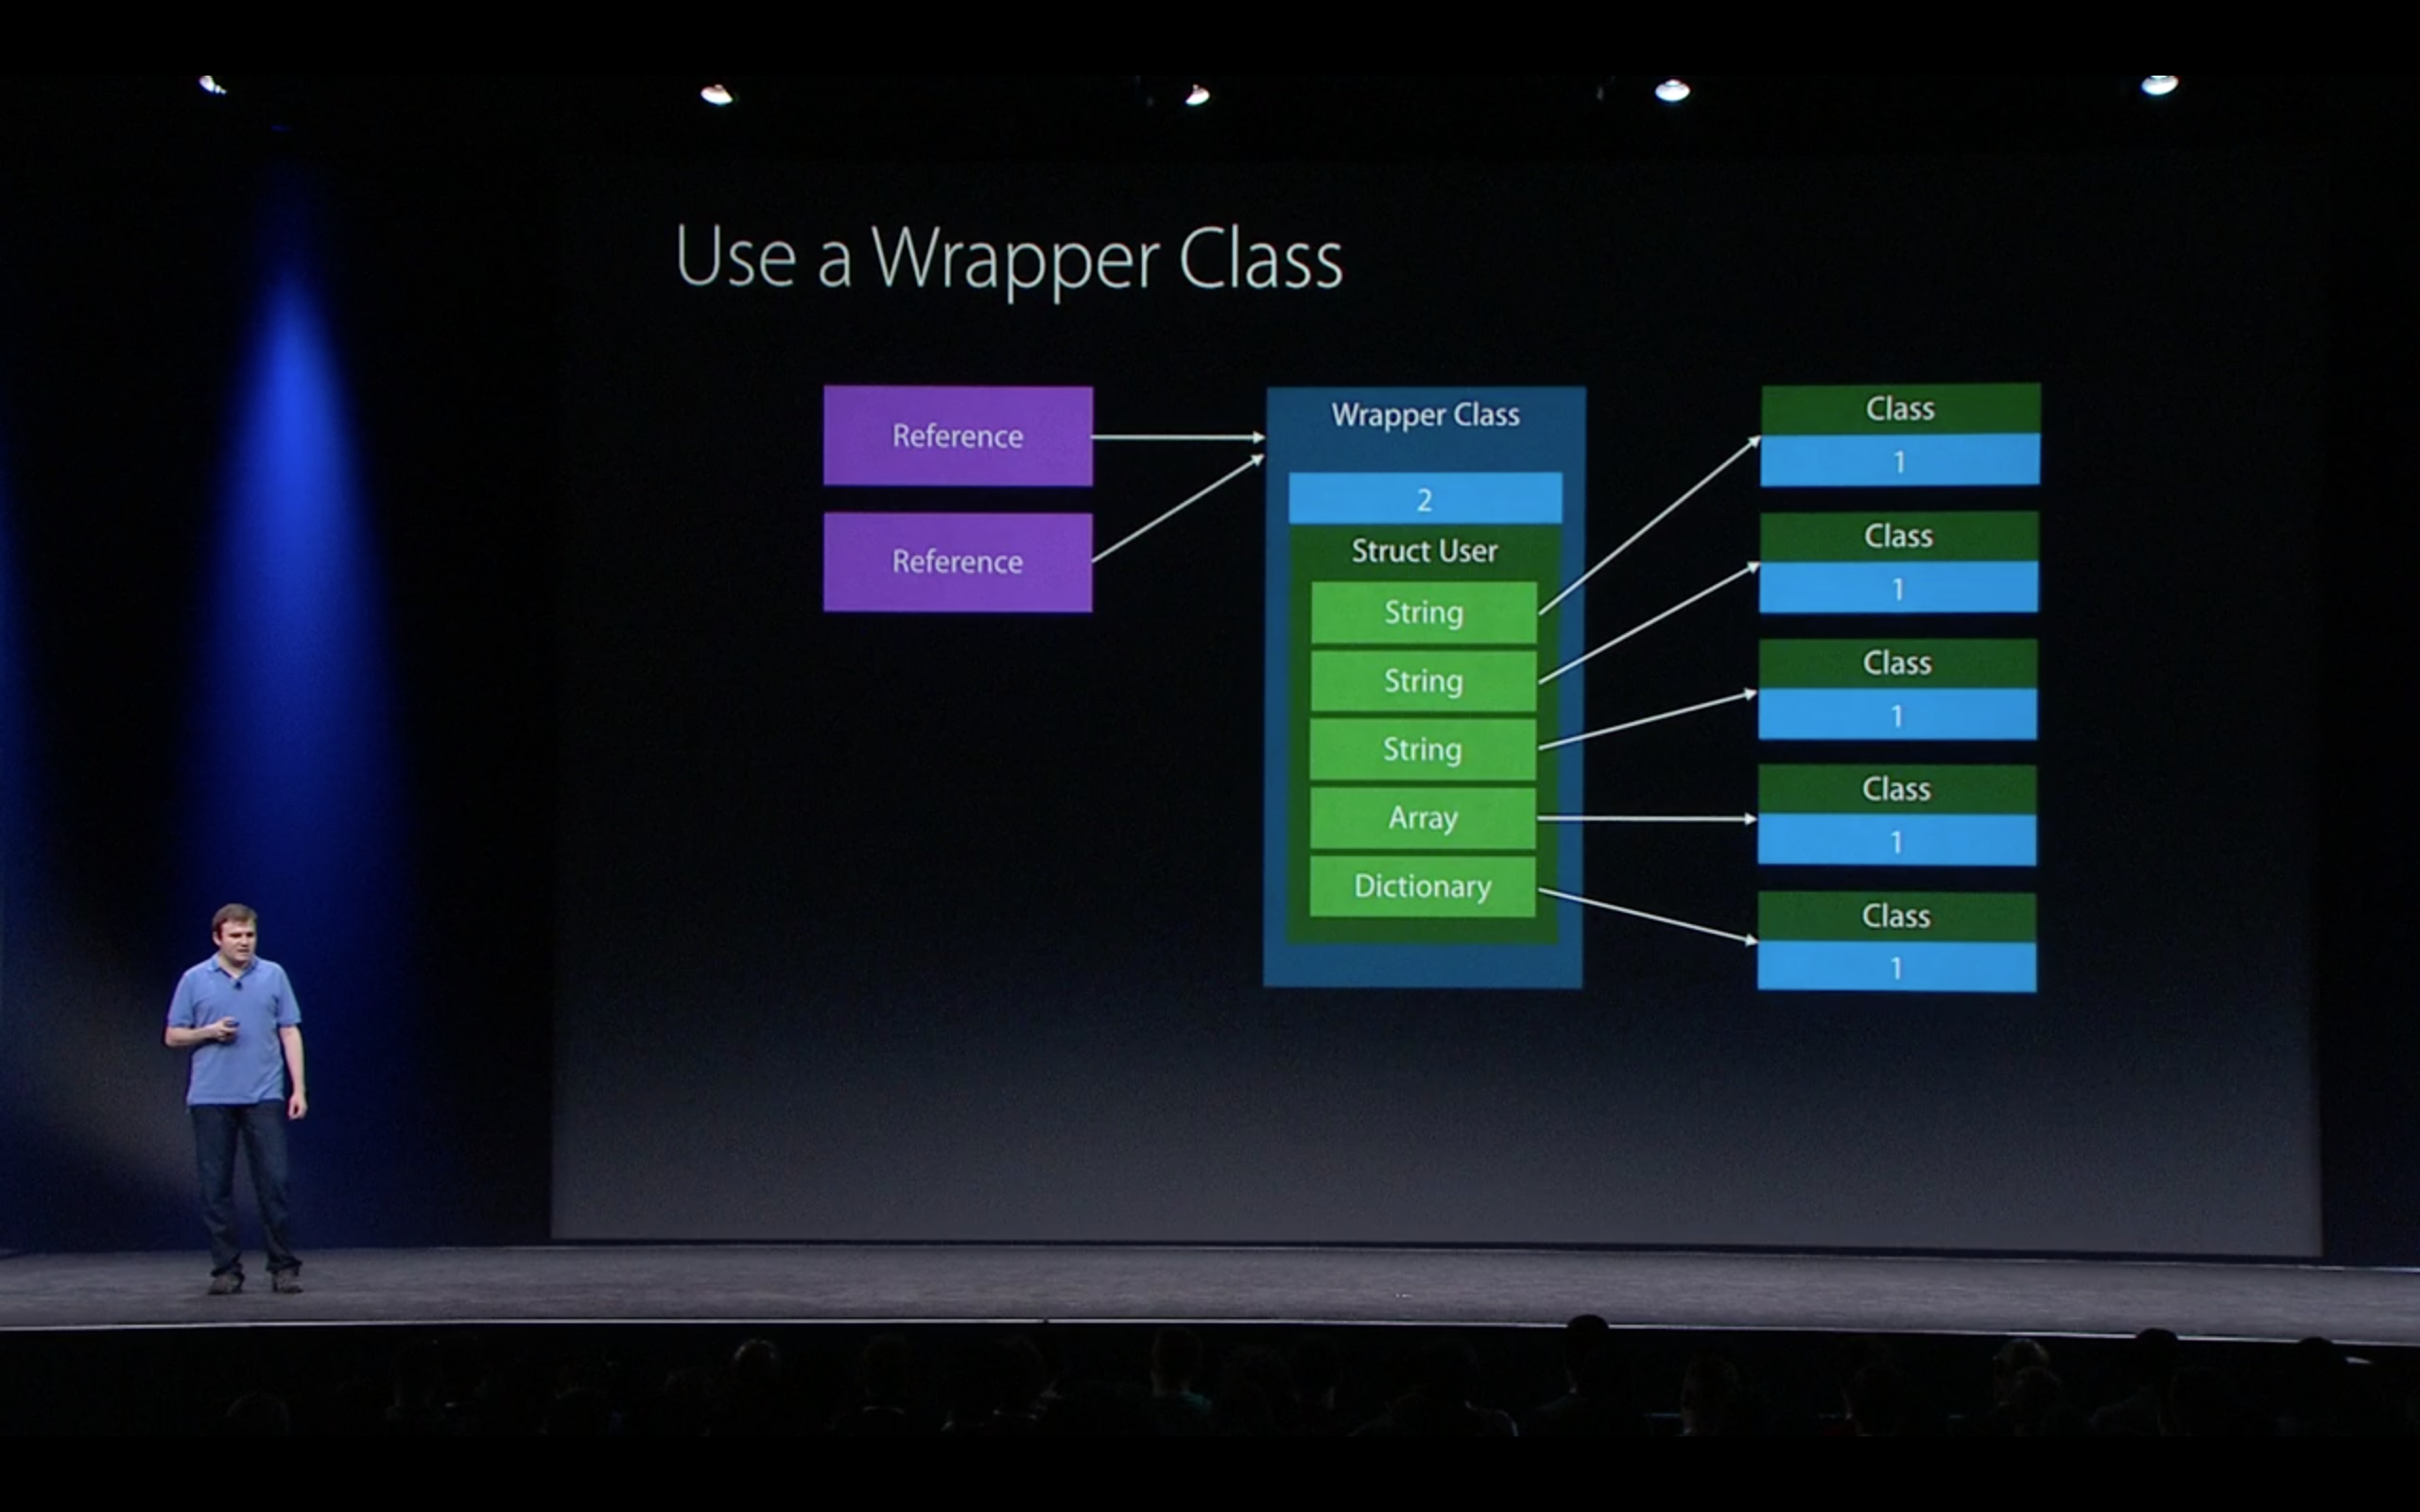 Use a Wrapper Class
Reference
Reference
Wrapper Class
2
Struct User
String
String
String
Array
Dictionary
Class
1
Class
1
Class
1
Class
1
Class
1